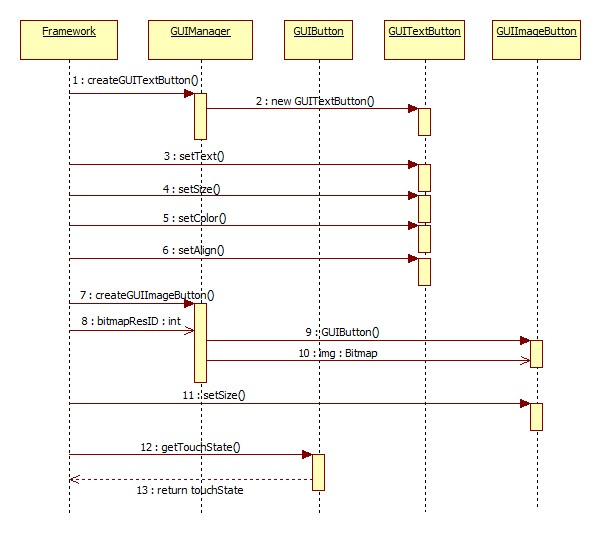 Framework GUIManager GUIButton GUITextButton GUIImageButton
1 : createGUITextButton()
2 : new GUITextButton()
3 : setText()
4 : setSize()
5 : setColor()
6 : setAlign()
7 : createGUIImageButton()
8 : bitmapResID : int
9 : GUIButton()
10 : img : Bitmap
11 : setSize()
12 : getTouchState()
13 : return touchState